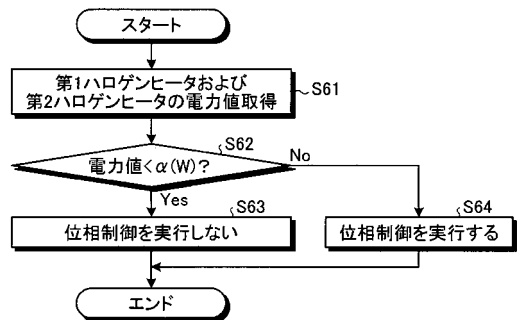 スタート
第1ハロゲンヒータおよび
第2ハロゲンヒータの電力値取得
S61
S62
電力値<α(W)?
No
Yes
S63
位相制御を実行しない
S64
位相制御を実行する
エンド